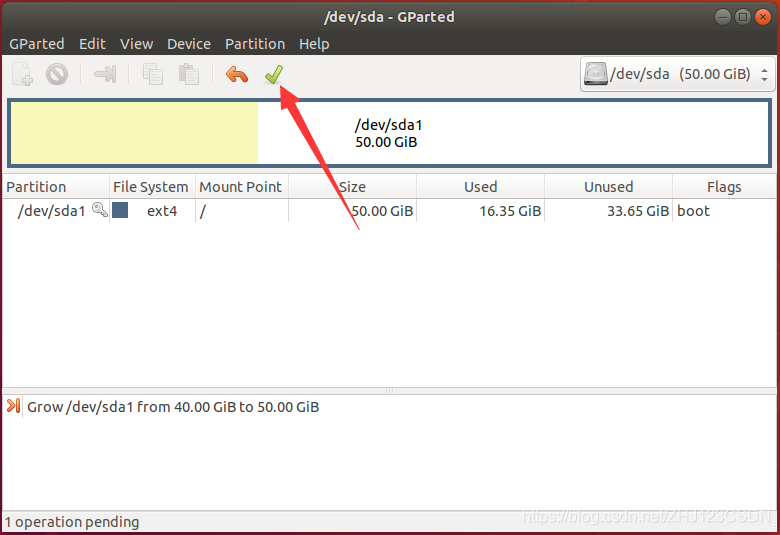 /dev/sda - GParted
GParted Edit View Device Partition Help
/dev/sda (50.00 GiB)
/dev/sda1
50.00 GiB
Partition File System Mount Point Size Used Unused Flags
/dev/sda1 ext4 / 50.00 GiB 16.35 GiB 33.65 GiB boot
Grow /dev/sda1 from 40.00 GiB to 50.00 GiB
1 operation pending
https://blog.csdn.net/ZHJ123CSDN